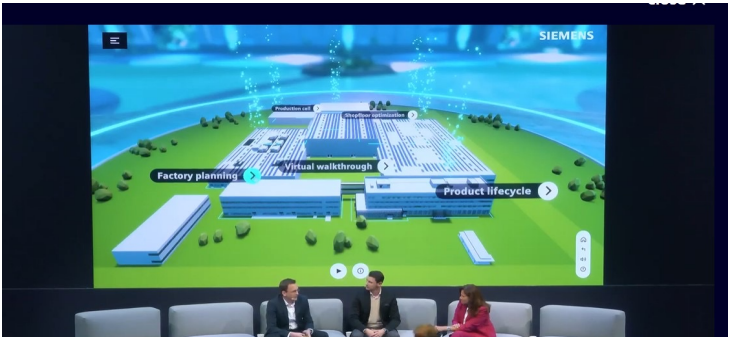 SIEMENS
Production cell
Shopfloor optimization
Virtual walkthrough
Factory planning
Product lifecycle